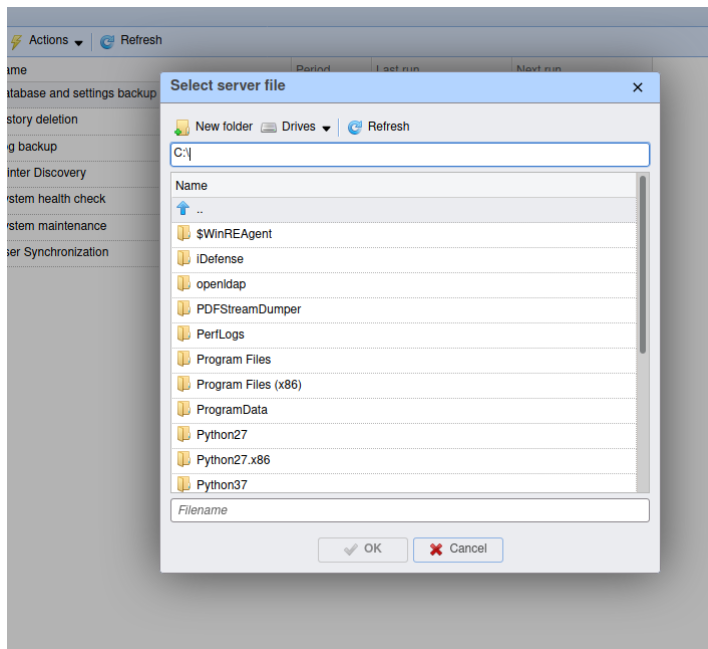 Actions Refresh
ame Period Last run Next run
atabase and settings backup
story deletion
g backup
inter Discovery
stem health check
stem maintenance
ser Synchronization
Select server file
New folder Drives Refresh
C:\
Name
..
$WinREAgent
iDefense
openldap
PDFStreamDumper
PerfLogs
Program Files
Program Files (x86)
ProgramData
Python27
Python27.x86
Python37
Filename
OK Cancel